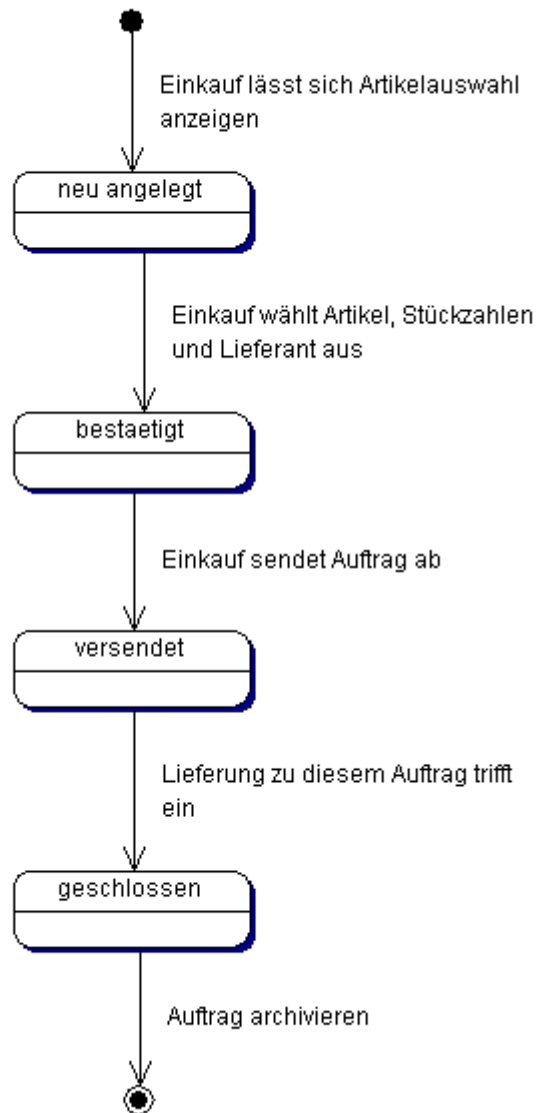 Einkauf lässt sich Artikelauswahl
anzeigen
neu angelegt
Einkauf wählt Artikel, Stückzahlen
und Lieferant aus
bestaetigt
Einkauf sendet Auftrag ab
versendet
Lieferung zu diesem Auftrag trifft
ein
geschlossen
Auftrag archivieren